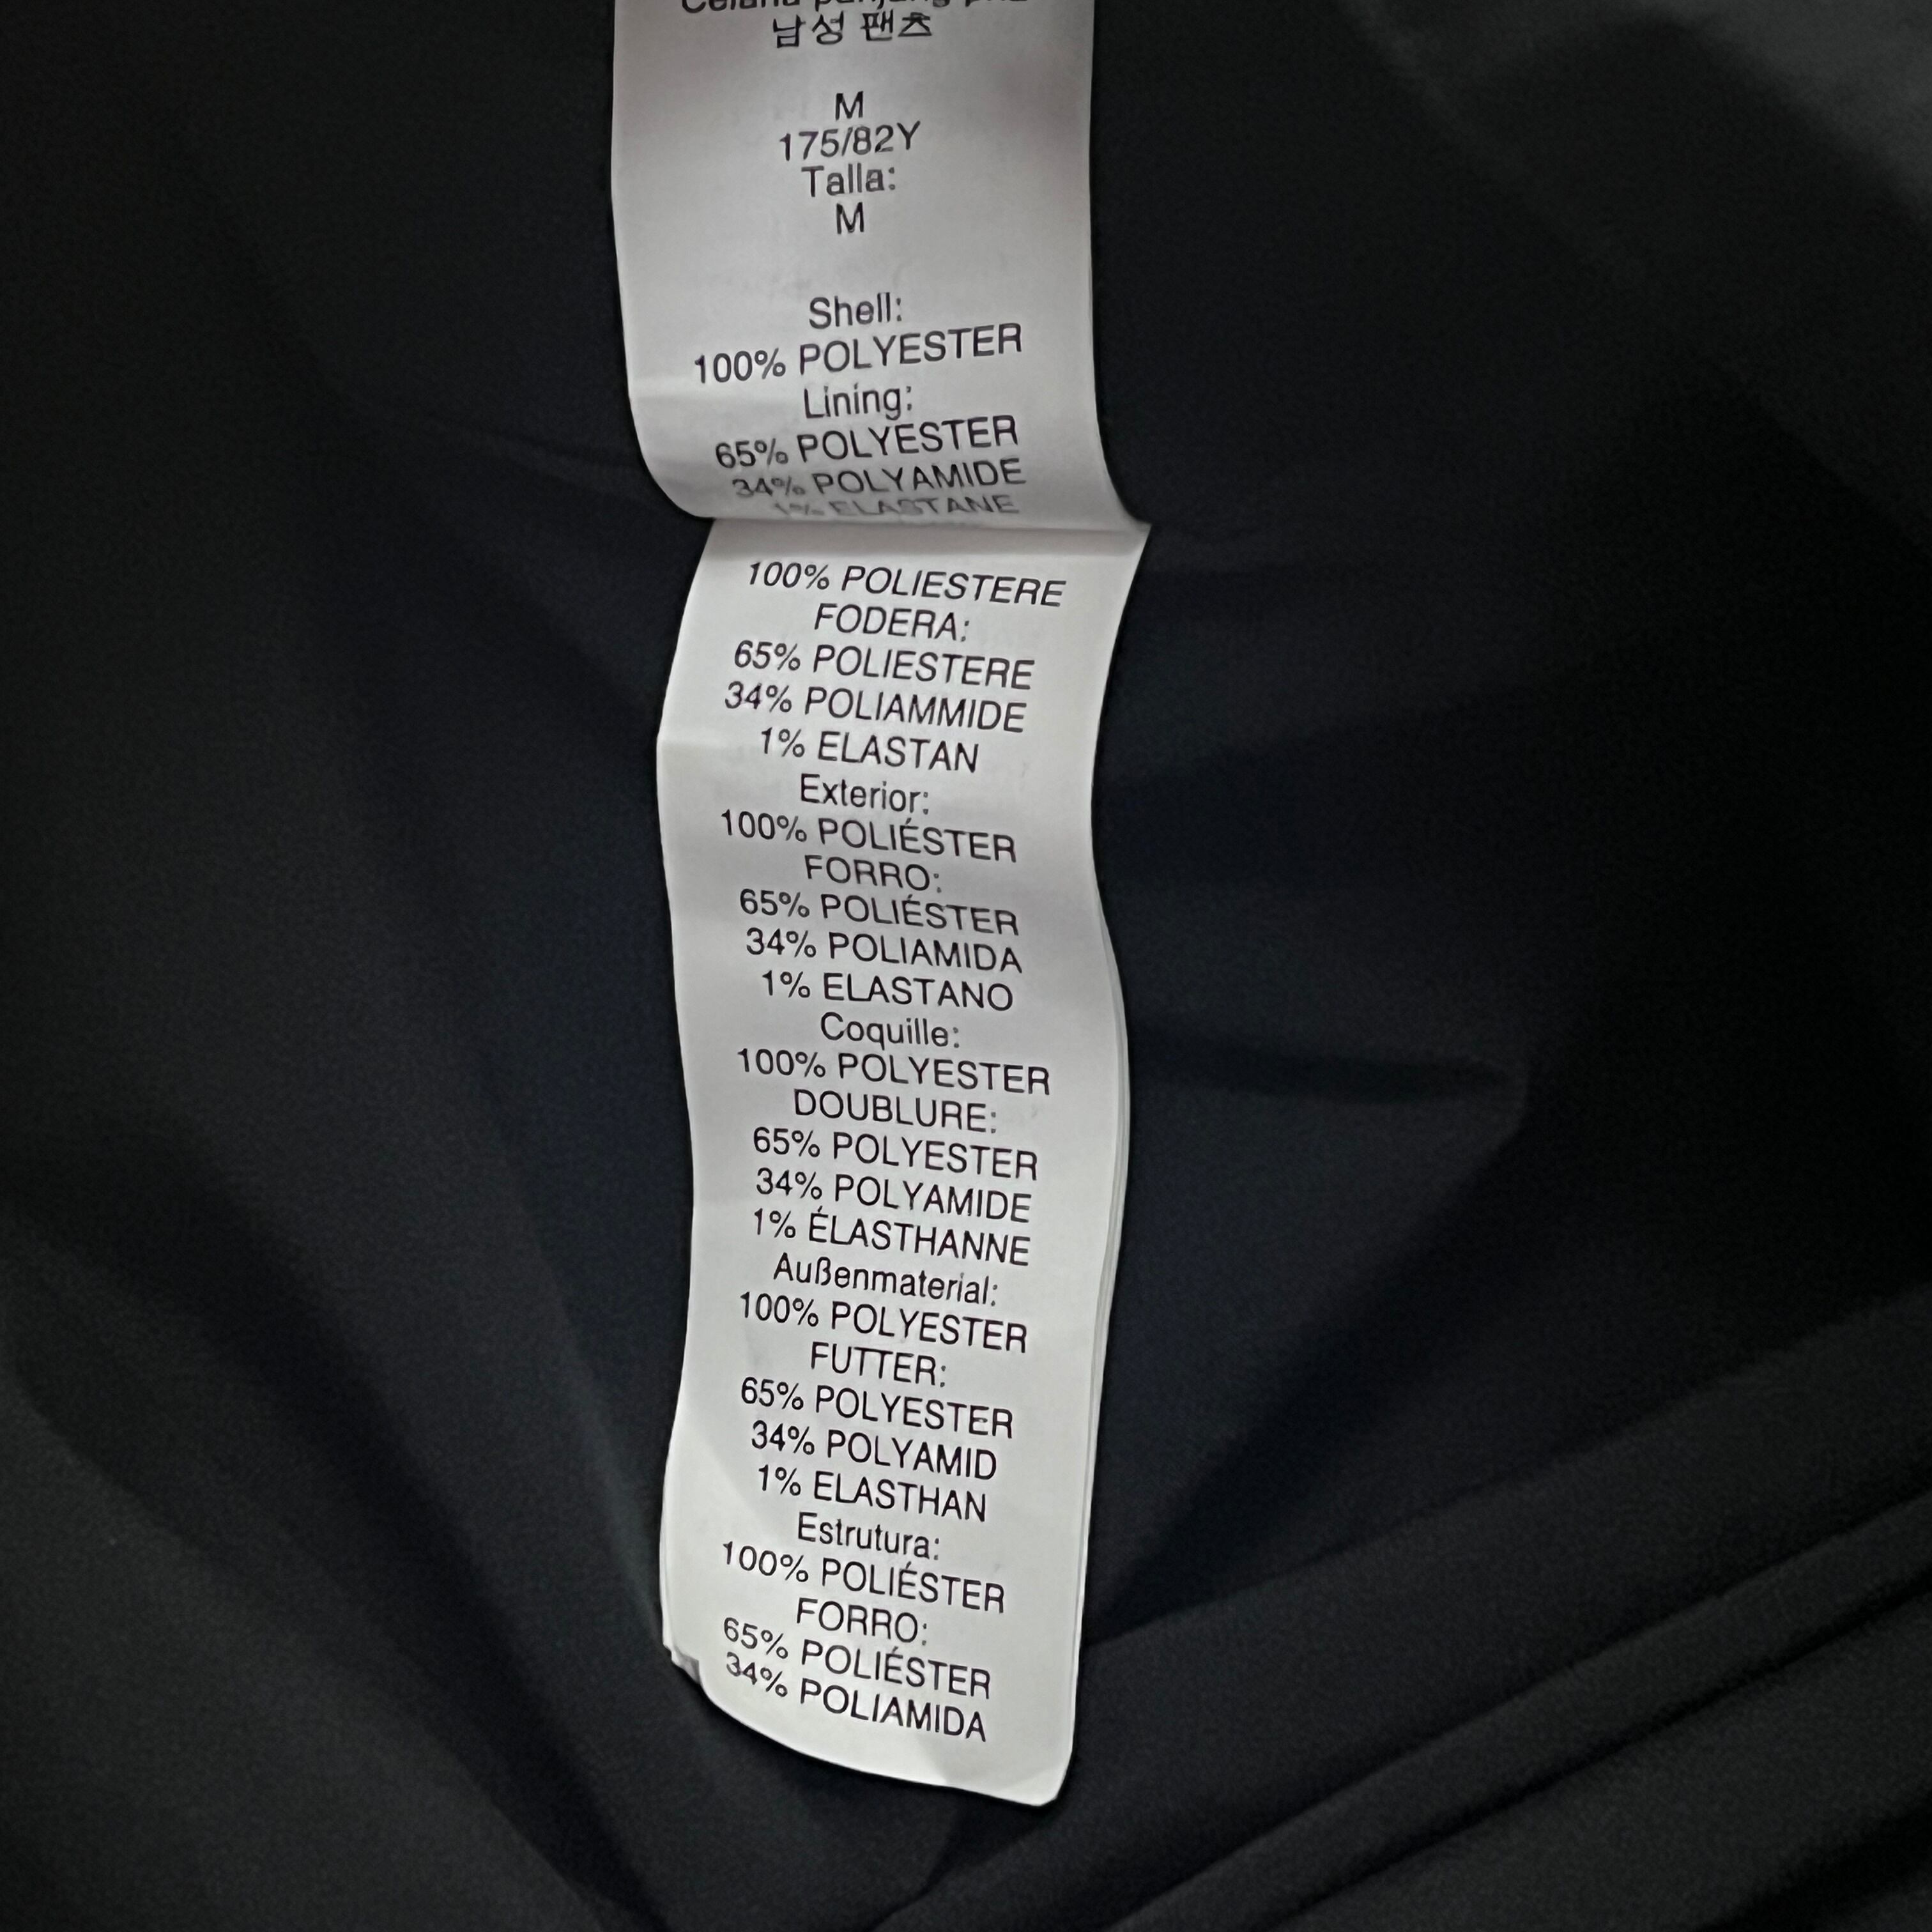 남성 팬츠
M
175/82Y
Talla:
M
Shell:
100% POLYESTER
Lining:
65% POLYESTER
34% POLYAMIDE
1% ELASTANE
100% POLIESTERE
FODERA:
65% POLIESTERE
34% POLIAMMIDE
1% ELASTAN
Exterior:
100% POLIÉSTER
FORRO:
65% POLIÉSTER
34% POLIAMIDA
1% ELASTANO
Coquille:
100% POLYESTER
DOUBLURE:
65% POLYESTER
34% POLYAMIDE
1% ÉLASTHANNE
Außenmaterial:
100% POLYESTER
FUTTER:
65% POLYESTER
34% POLYAMID
1% ELASTHAN
Estrutura:
100% POLIÉSTER
FORRO:
65% POLIÉSTER
34% POLIAMIDA